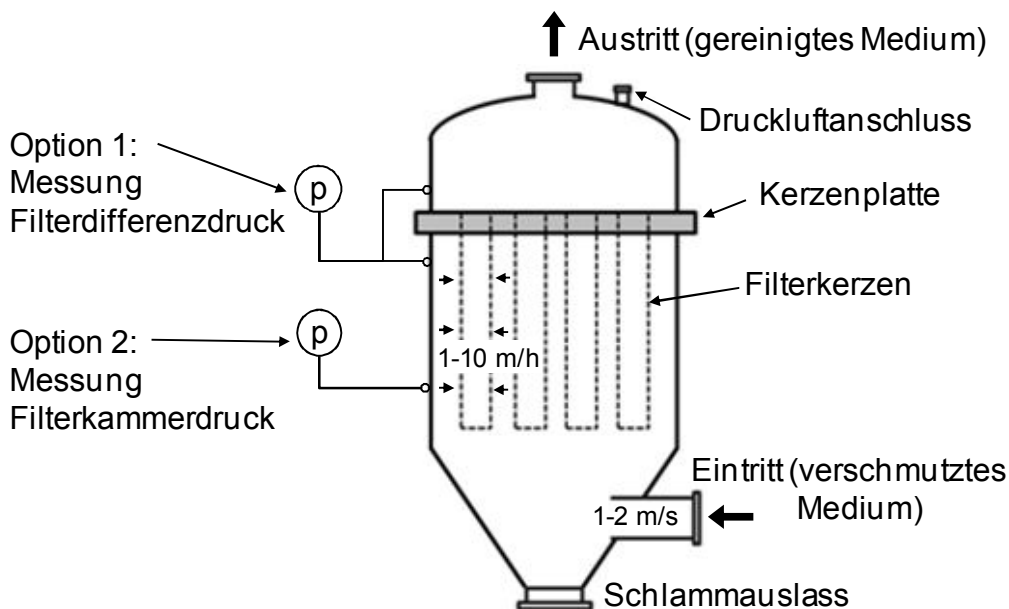 Austritt (gereinigtes Medium)
Druckluftanschluss
Option 1:
Messung
Filterdifferenzdruck
p
Kerzenplatte
Filterkerzen
Option 2:
Messung
Filterkammerdruck
p
1-10 m/h
Eintritt (verschmutztes
Medium)
1-2 m/s
Schlammauslass